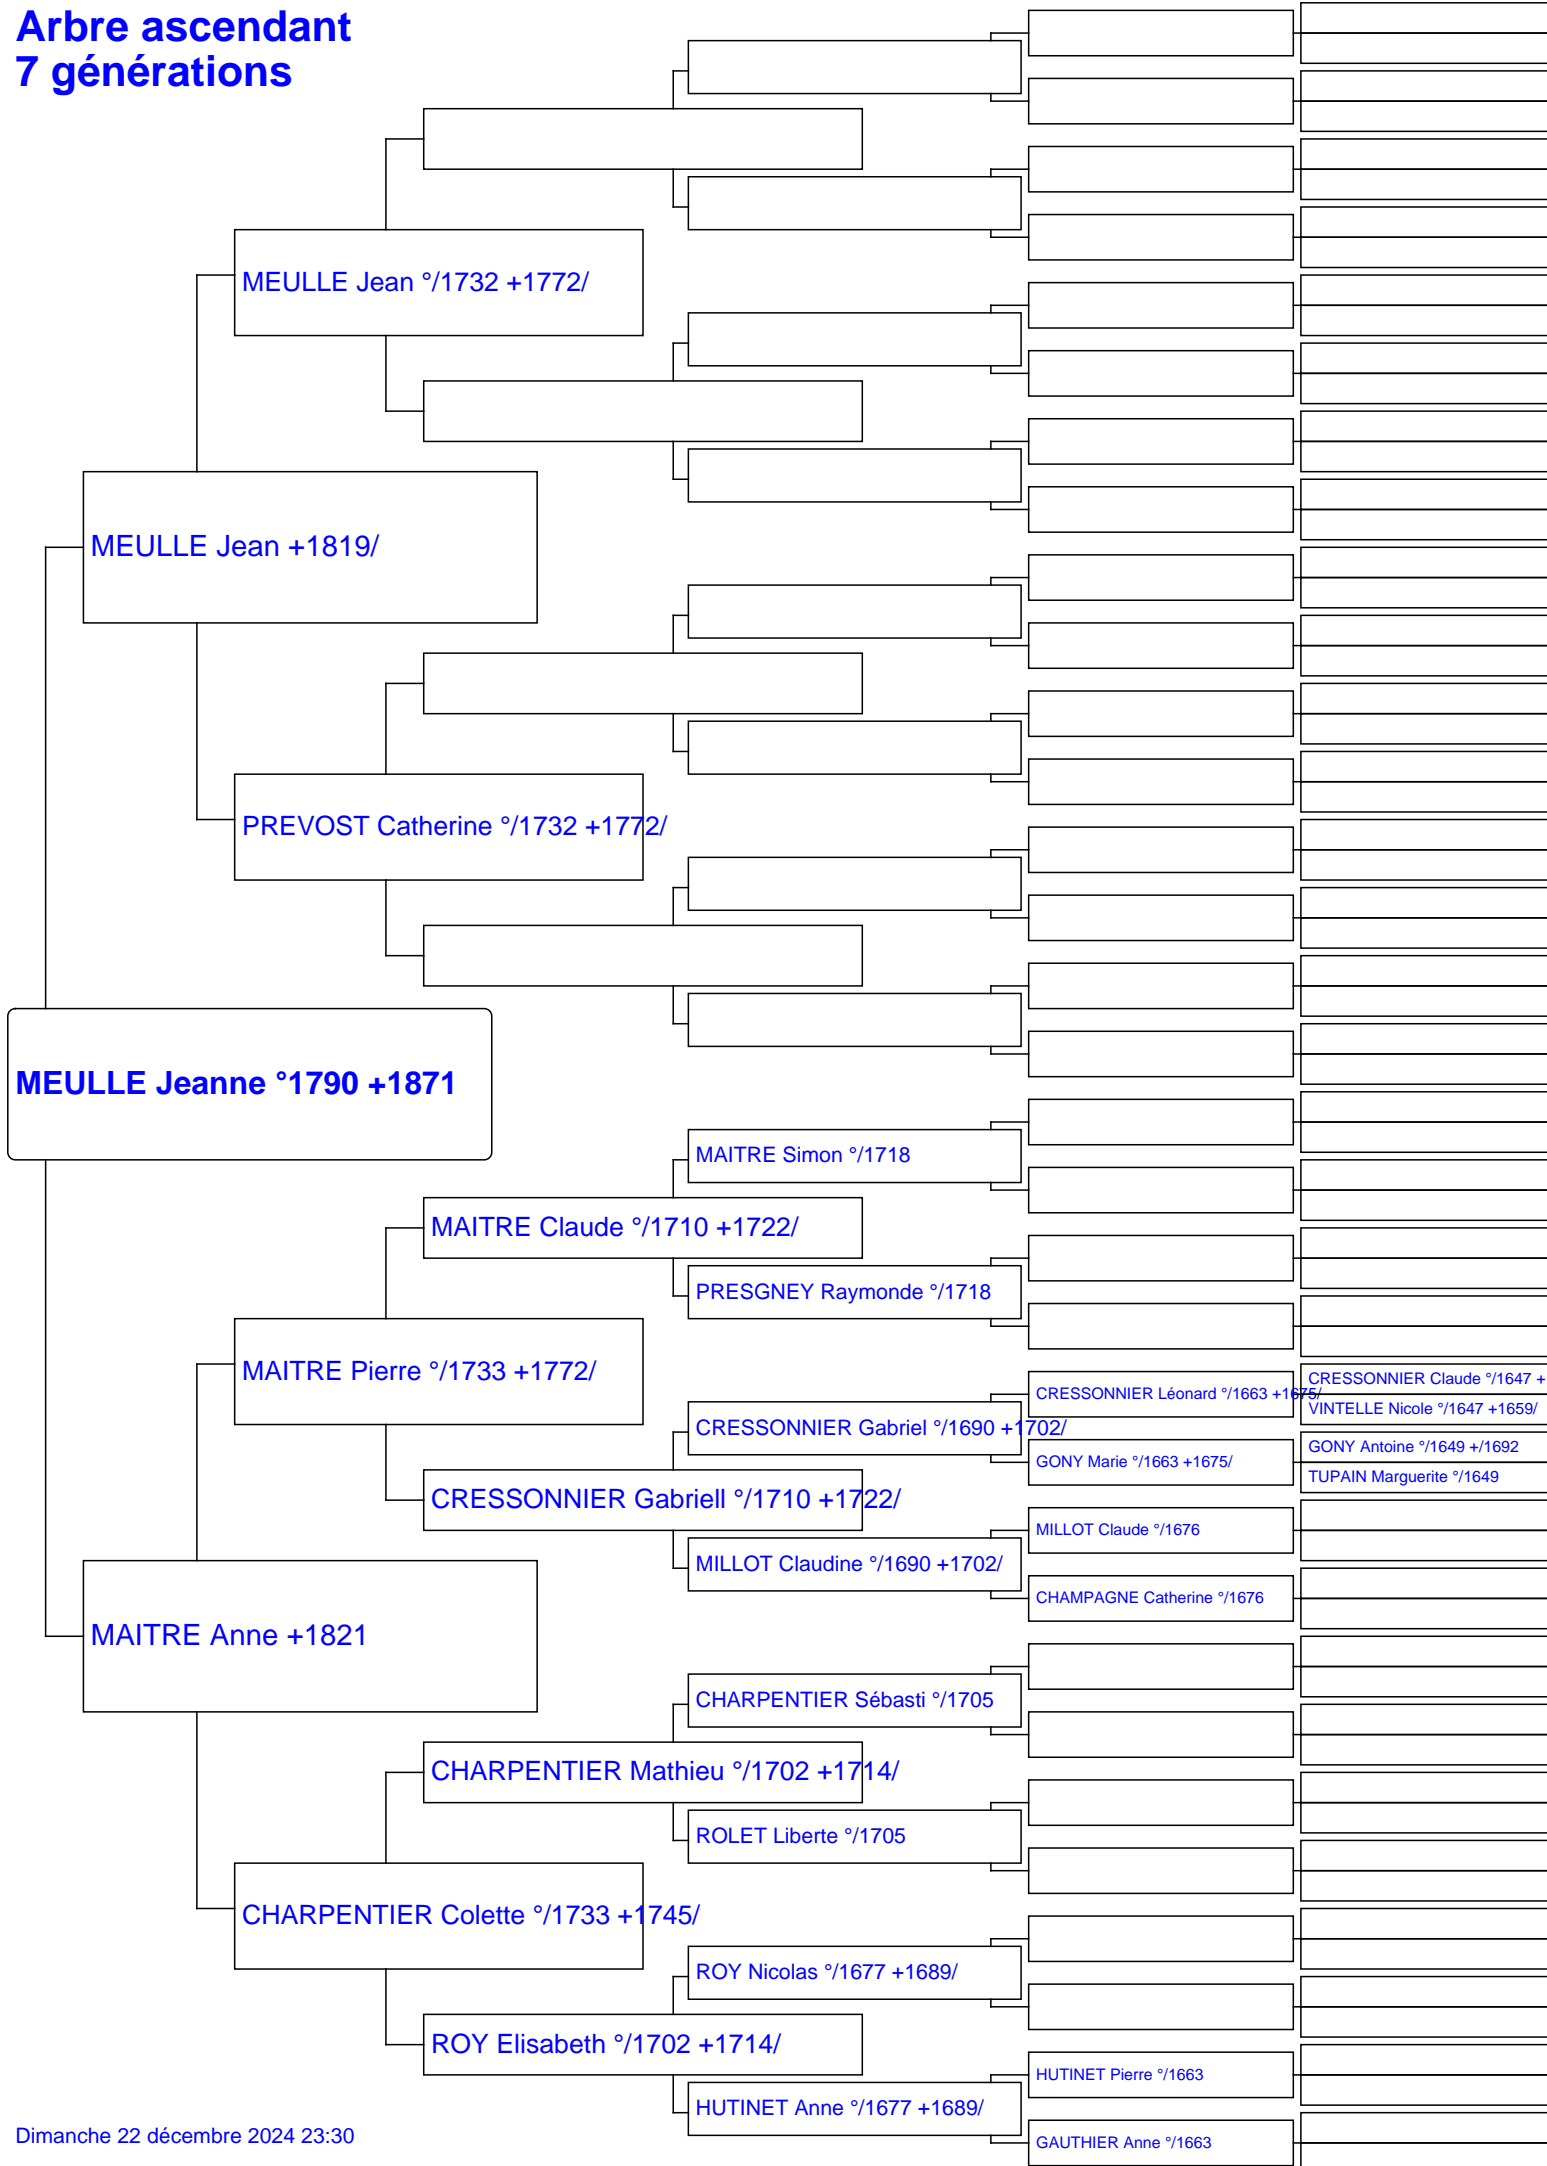 Arbre ascendant
7 générations
MEULLE Jean °/1732 +1772/
MEULLE Jean +1819/
PREVOST Catherine °/1732 +1772/
MEULLE Jeanne °1790 +1871
MAITRE Simon °/1718
MAITRE Claude °/1710 +1722/
PRESGNEY Raymonde °/1718
MAITRE Pierre °/1733 +1772/
CRESSONNIER Claude °/1647 +
CRESSONNIER Léonard °/1663 +1675/
VINTELLE Nicole °/1647 +1659/
CRESSONNIER Gabriel °/1690 +1702/
GONY Antoine °/1649 +/1692
GONY Marie °/1663 +1675/
TUPAIN Marguerite °/1649
CRESSONNIER Gabriell °/1710 +1722/
MILLOT Claude °/1676
MILLOT Claudine °/1690 +1702/
CHAMPAGNE Catherine °/1676
MAITRE Anne +1821
CHARPENTIER Sébasti °/1705
CHARPENTIER Mathieu °/1702 +1714/
ROLET Liberte °/1705
CHARPENTIER Colette °/1733 +1745/
ROY Nicolas °/1677 +1689/
ROY Elisabeth °/1702 +1714/
HUTINET Pierre °/1663
HUTINET Anne °/1677 +1689/
GAUTHIER Anne °/1663
Dimanche 22 décembre 2024 23:30